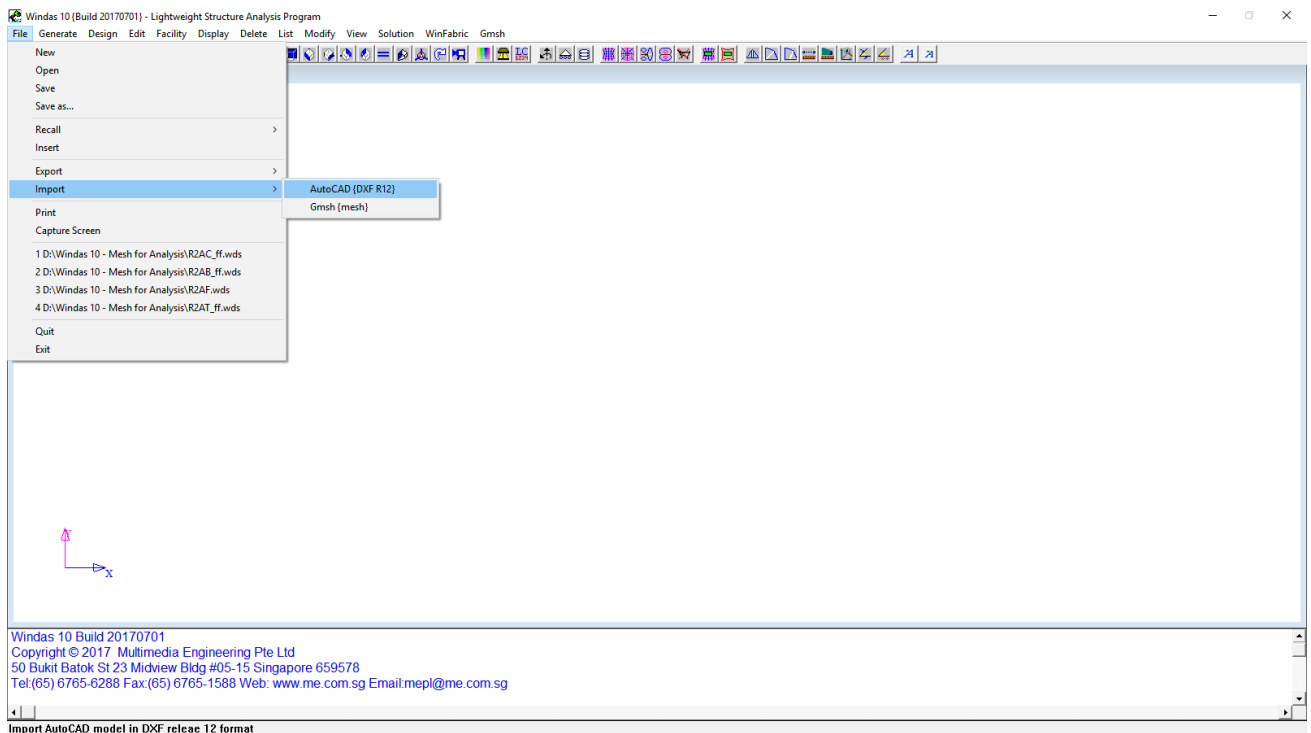 Windas 10 {Build 20170701} - Lightweight Structure Analysis Program
File Generate Design Edit Facility Display Delete List Modify View Solution WinFabric Gmsh
New
Open
Save
Save as...
Recall
Insert
Export
Import
AutoCAD {DXF R12}
Gmsh {mesh}
Print
Capture Screen
1 D:\Windas 10 - Mesh for Analysis\R2AC_ff.wds
2 D:\Windas 10 - Mesh for Analysis\R2AB_ff.wds
3 D:\Windas 10 - Mesh for Analysis\R2AF.wds
4 D:\Windas 10 - Mesh for Analysis\R2AT_ff.wds
Quit
Exit
Y
X
Windas 10 Build 20170701
Copyright © 2017 Multimedia Engineering Pte Ltd
50 Bukit Batok St 23 Midview Bldg #05-15 Singapore 659578
Tel:(65) 6765-6288 Fax:(65) 6765-1588 Web: www.me.com.sg Email:mepl@me.com.sg
Import AutoCAD model in DXF releae 12 format